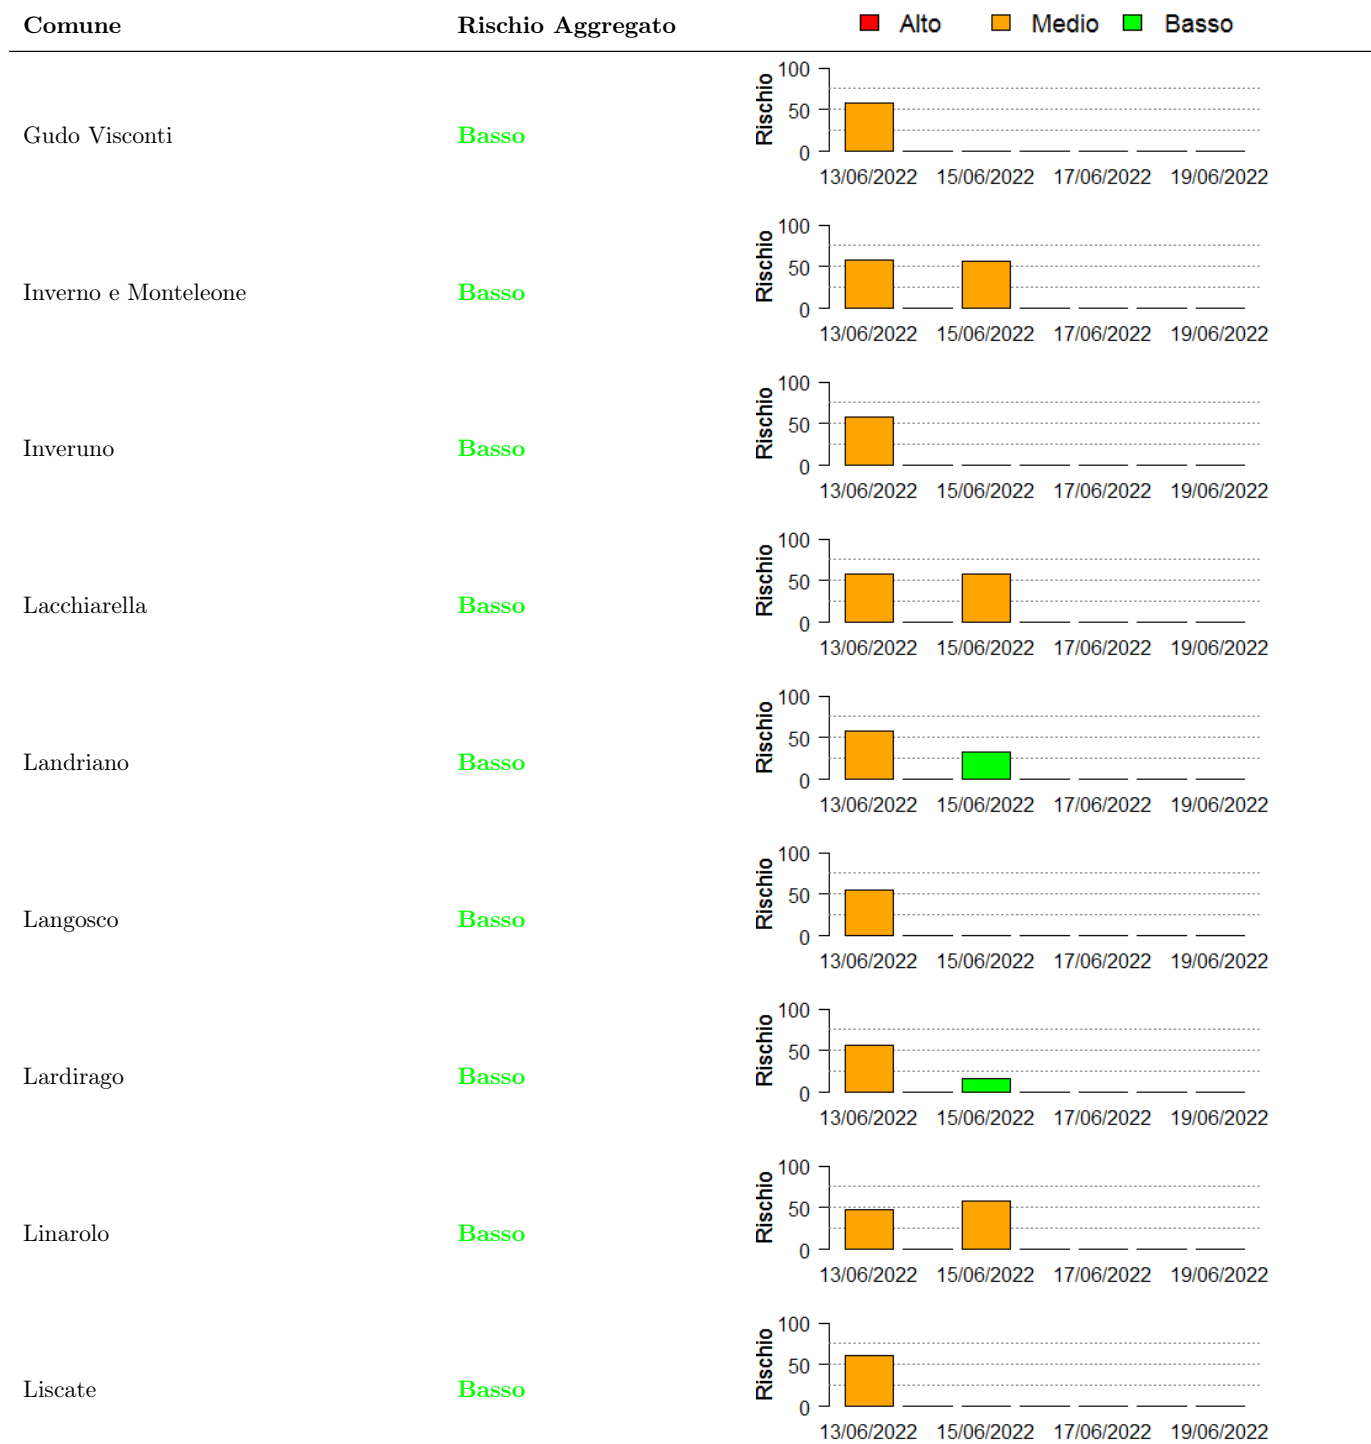 Comune Rischio Aggregato Alto Medio Basso
Gudo Visconti Basso Rischio 100 50 0
13/06/2022 15/06/2022 17/06/2022 19/06/2022
Inverno e Monteleone Basso Rischio 100 50 0
13/06/2022 15/06/2022 17/06/2022 19/06/2022
Inveruno Basso Rischio 100 50 0
13/06/2022 15/06/2022 17/06/2022 19/06/2022
Lacchiarella Basso Rischio 100 50 0
13/06/2022 15/06/2022 17/06/2022 19/06/2022
Landriano Basso Rischio 100 50 0
13/06/2022 15/06/2022 17/06/2022 19/06/2022
Langosco Basso Rischio 100 50 0
13/06/2022 15/06/2022 17/06/2022 19/06/2022
Lardirago Basso Rischio 100 50 0
13/06/2022 15/06/2022 17/06/2022 19/06/2022
Linarolo Basso Rischio 100 50 0
13/06/2022 15/06/2022 17/06/2022 19/06/2022
Liscate Basso Rischio 100 50 0
13/06/2022 15/06/2022 17/06/2022 19/06/2022